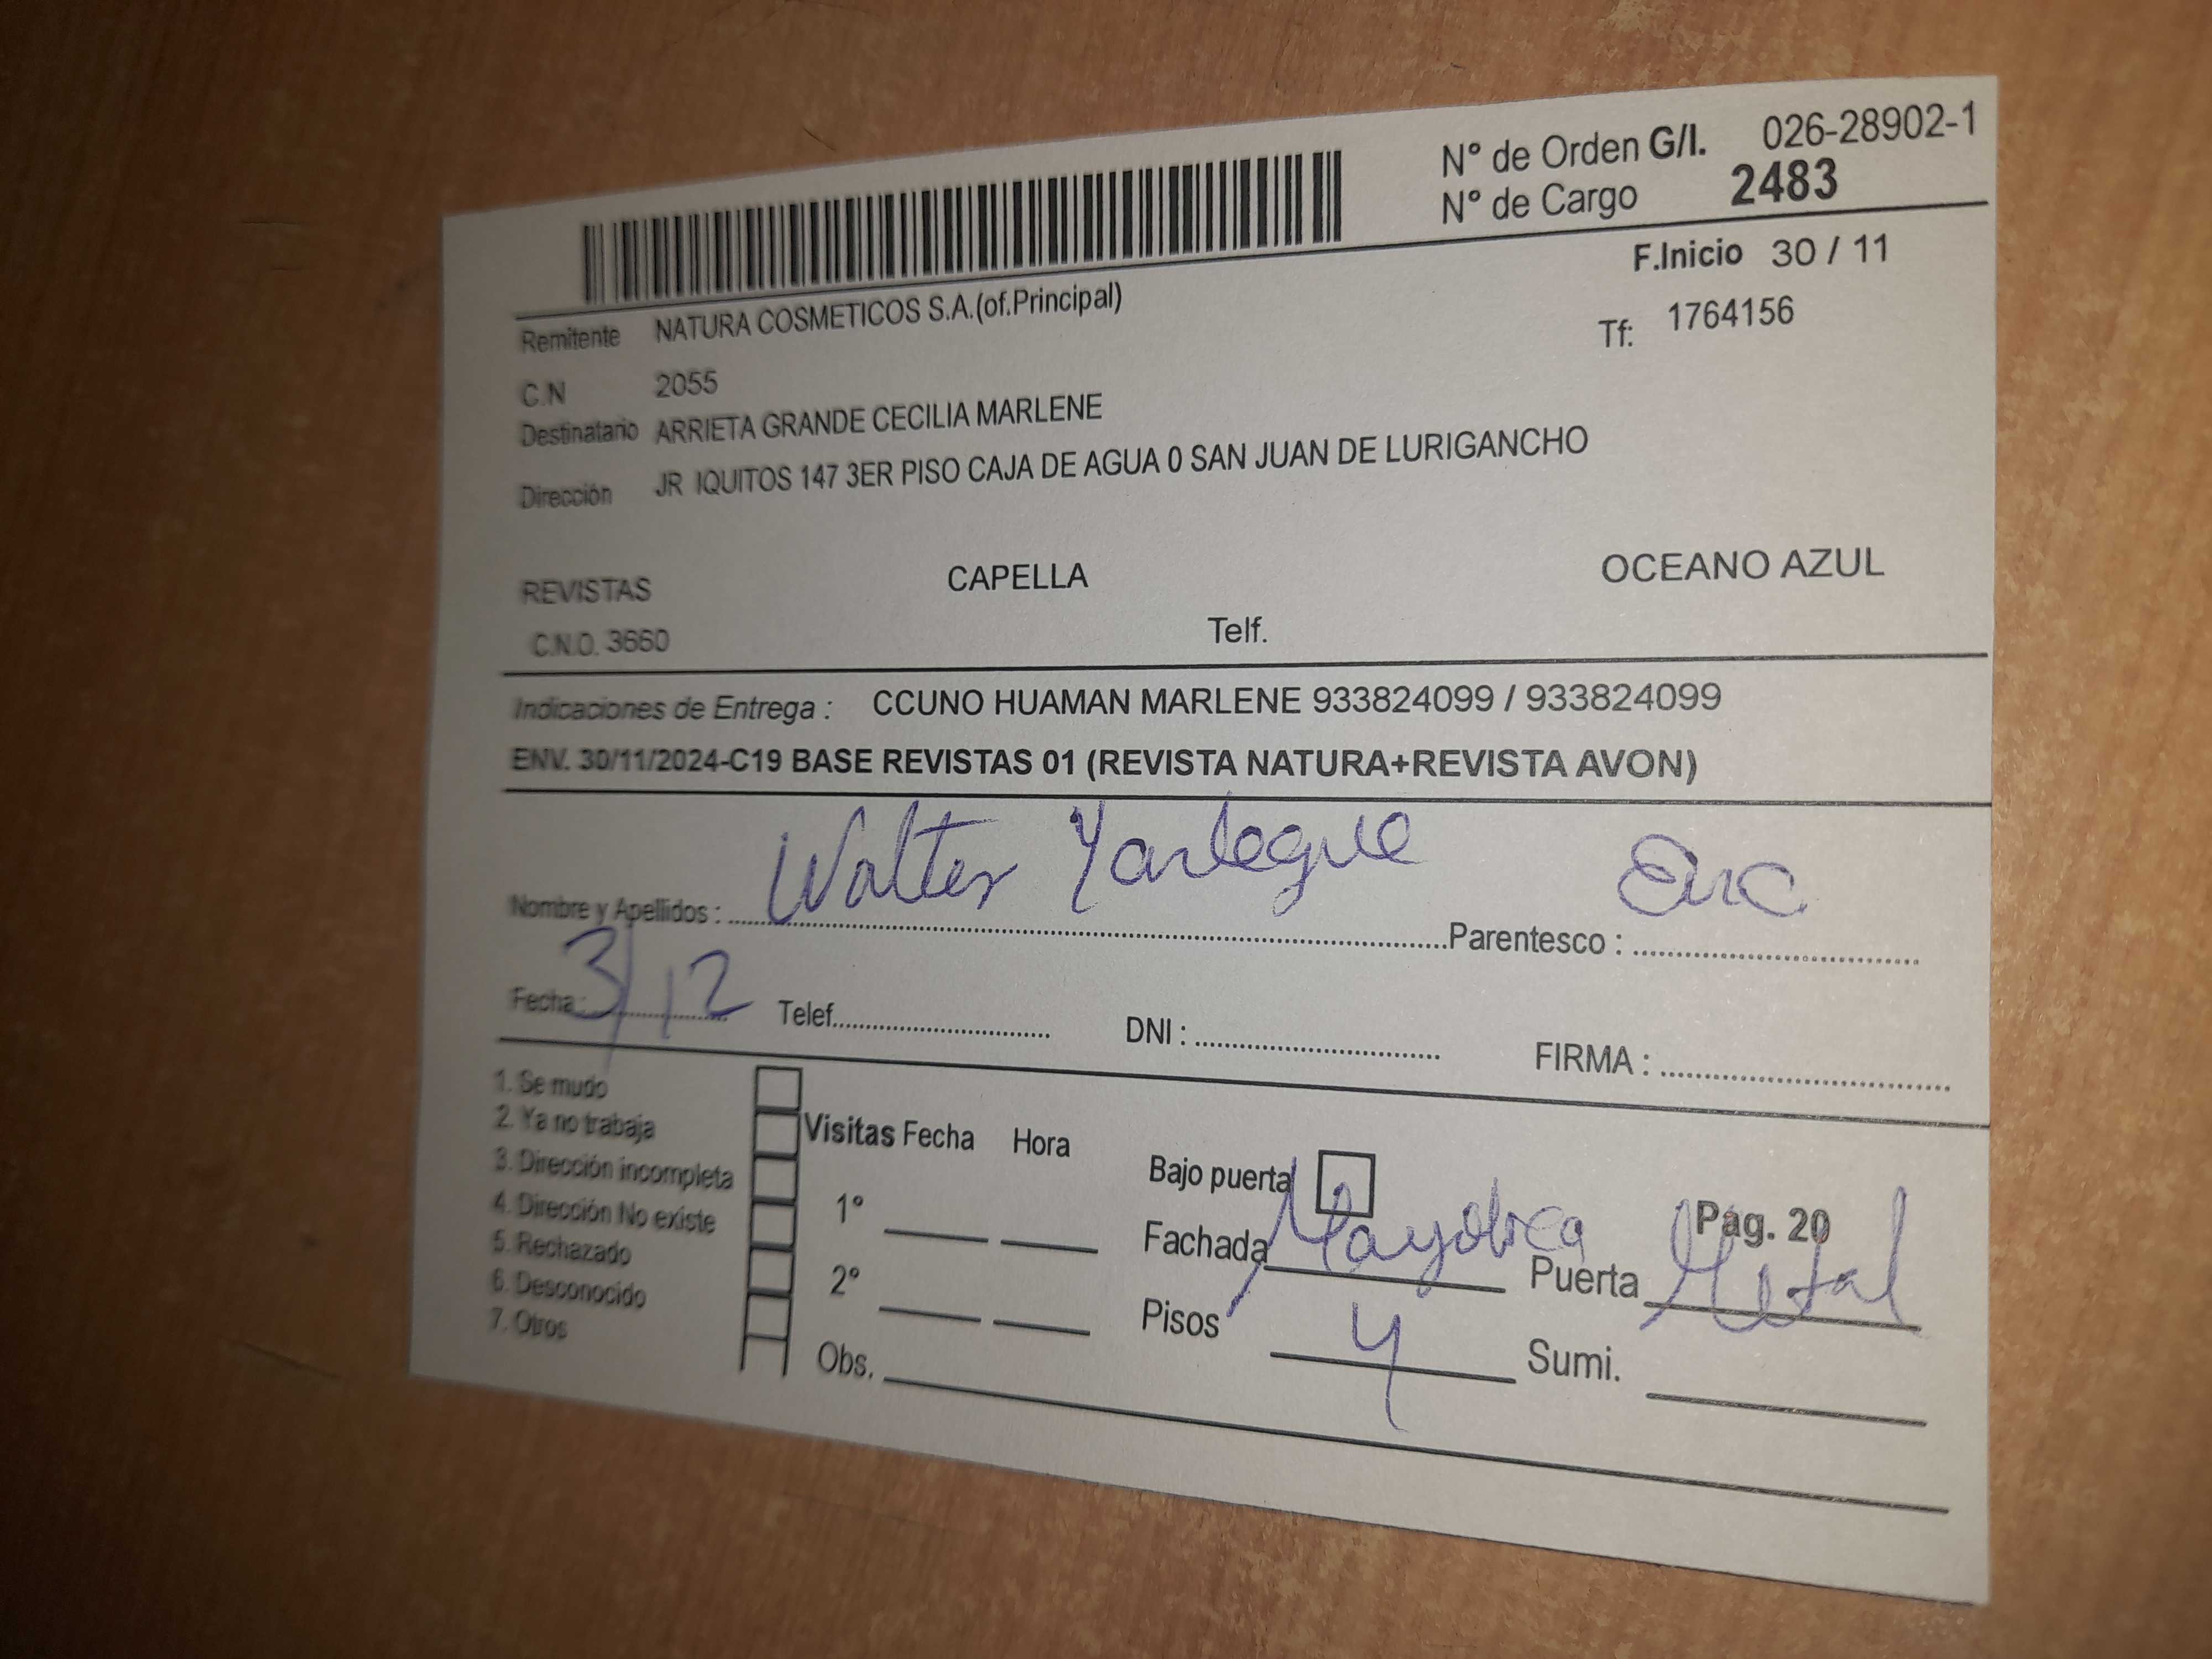 N° de Orden G/I. 026-28902-1
N° de Cargo 2483
F.Inicio 30 / 11
Remitente NATURA COSMETICOS S.A.(of.Principal)
Tf: 1764156
C.N 2055
Destinatario ARRIETA GRANDE CECILIA MARLENE
Dirección JR IQUITOS 147 3ER PISO CAJA DE AGUA 0 SAN JUAN DE LURIGANCHO
REVISTAS CAPELLA OCEANO AZUL
C.N.O. 3660 Telf.
Indicaciones de Entrega : CCUNO HUAMAN MARLENE 933824099 / 933824099
ENV. 30/11/2024-C19 BASE REVISTAS 01 (REVISTA NATURA+REVISTA AVON)
Nombre y Apellidos : Walter Yarleque Parentesco : Enc
Fecha: 3/12 Telef. DNI : FIRMA :
1. Se mudo
2. Ya no trabaja
3. Dirección incompleta
4. Dirección No existe
5. Rechazado
6. Desconocido
7. Otros
Visitas Fecha Hora
1°
2°
Obs.
Bajo puerta
Pag. 20
Fachada Mayolica Puerta Metal
Pisos 4 Sumi.